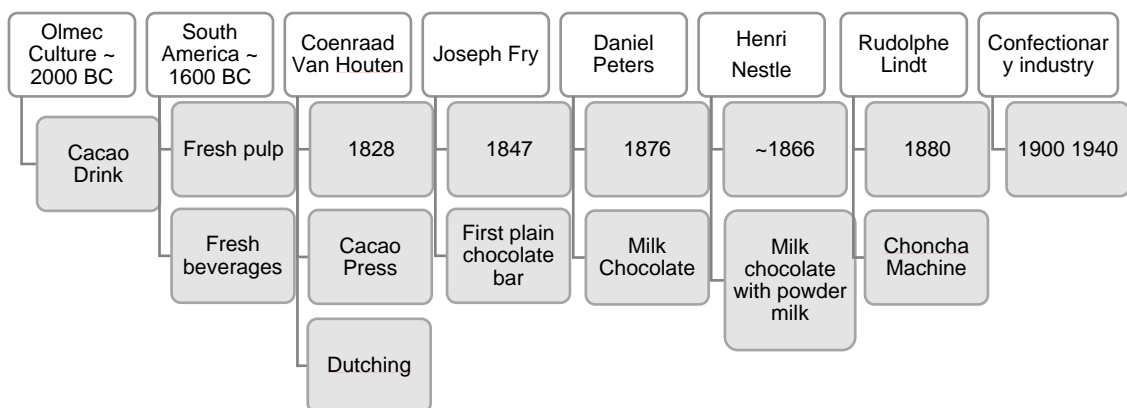 Olmec
Culture ~
2000 BC
Cacao
Drink
South
America ~
1600 BC
Fresh pulp
Fresh
beverages
Coenraad
Van Houten
1828
Cacao
Press
Dutching
Joseph Fry
1847
First plain
chocolate
bar
Daniel
Peters
1876
Milk
Chocolate
Henri
Nestle
~1866
Milk
chocolate
with powder
milk
Rudolphe
Lindt
1880
Choncha
Machine
Confectionar
y industry
1900 1940